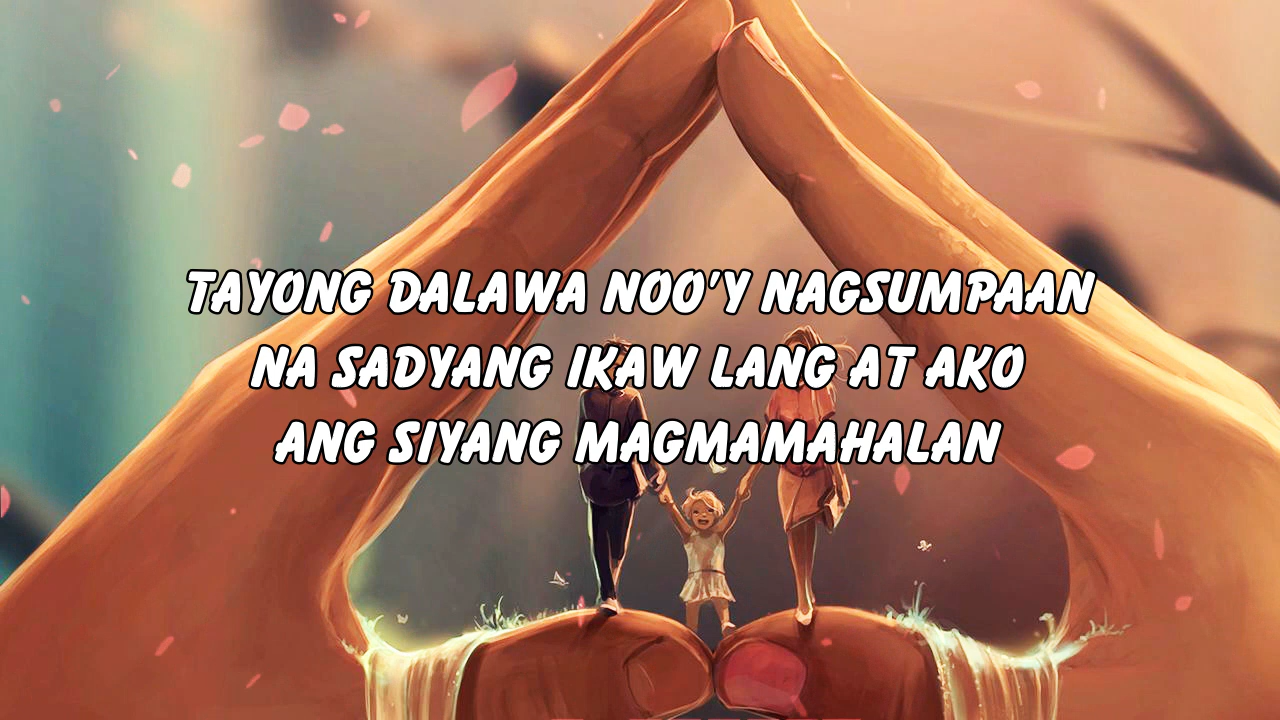 TAYONG DALAWA NOO'Y NAGSUMPAAN
NA SADYANG IKAW LANG AT AKO
ANG SIYANG MAGMAMAHALAN